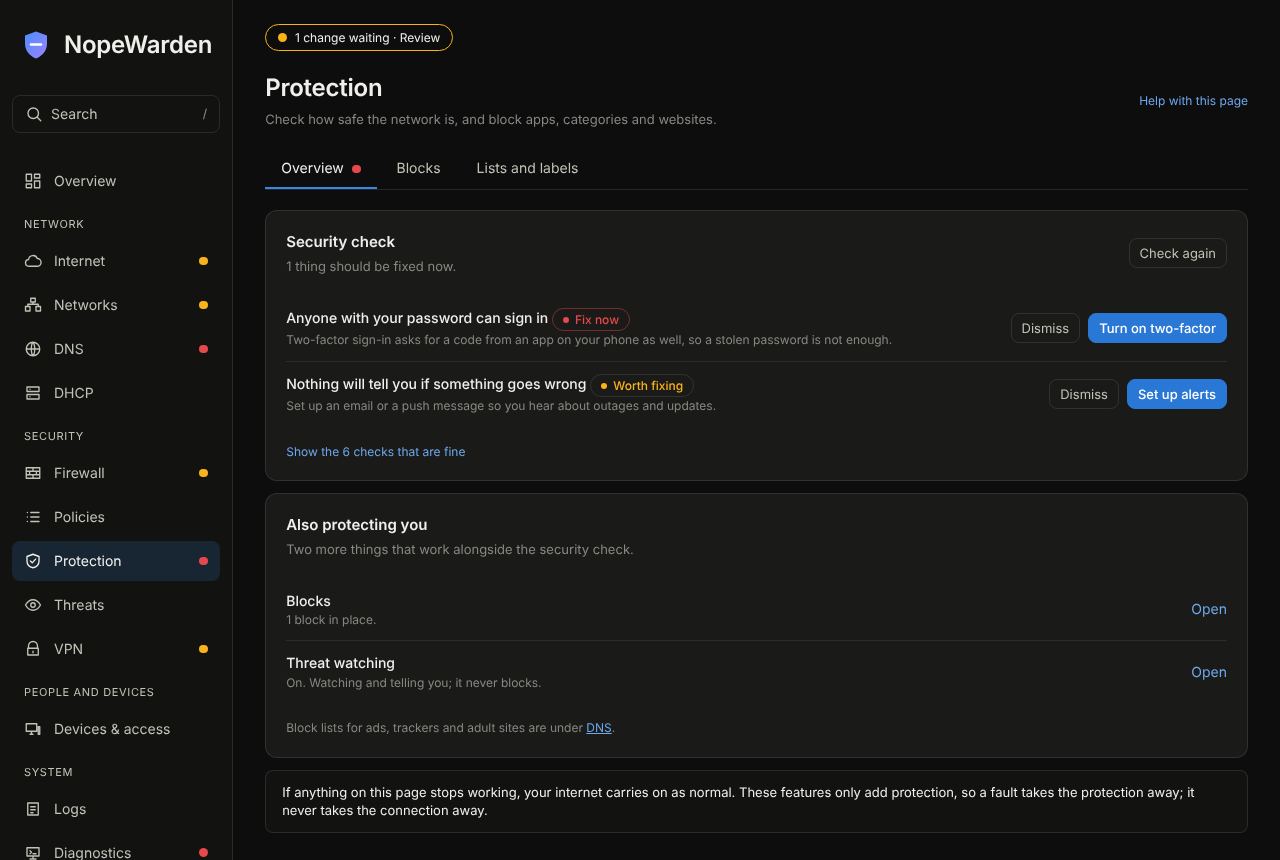 NopeWarden
Search /
Overview
NETWORK
Internet
Networks
DNS
DHCP
SECURITY
Firewall
Policies
Protection
Threats
VPN
PEOPLE AND DEVICES
Devices & access
SYSTEM
Logs
Diagnostics
1 change waiting · Review
Protection
Check how safe the network is, and block apps, categories and websites.
Help with this page
Overview
Blocks
Lists and labels
Security check
1 thing should be fixed now.
Check again
Anyone with your password can sign in Fix now
Two-factor sign-in asks for a code from an app on your phone as well, so a stolen password is not enough.
Dismiss
Turn on two-factor
Nothing will tell you if something goes wrong Worth fixing
Set up an email or a push message so you hear about outages and updates.
Dismiss
Set up alerts
Show the 6 checks that are fine
Also protecting you
Two more things that work alongside the security check.
Blocks
1 block in place.
Open
Threat watching
On. Watching and telling you; it never blocks.
Open
Block lists for ads, trackers and adult sites are under DNS.
If anything on this page stops working, your internet carries on as normal. These features only add protection, so a fault takes the protection away; it
never takes the connection away.